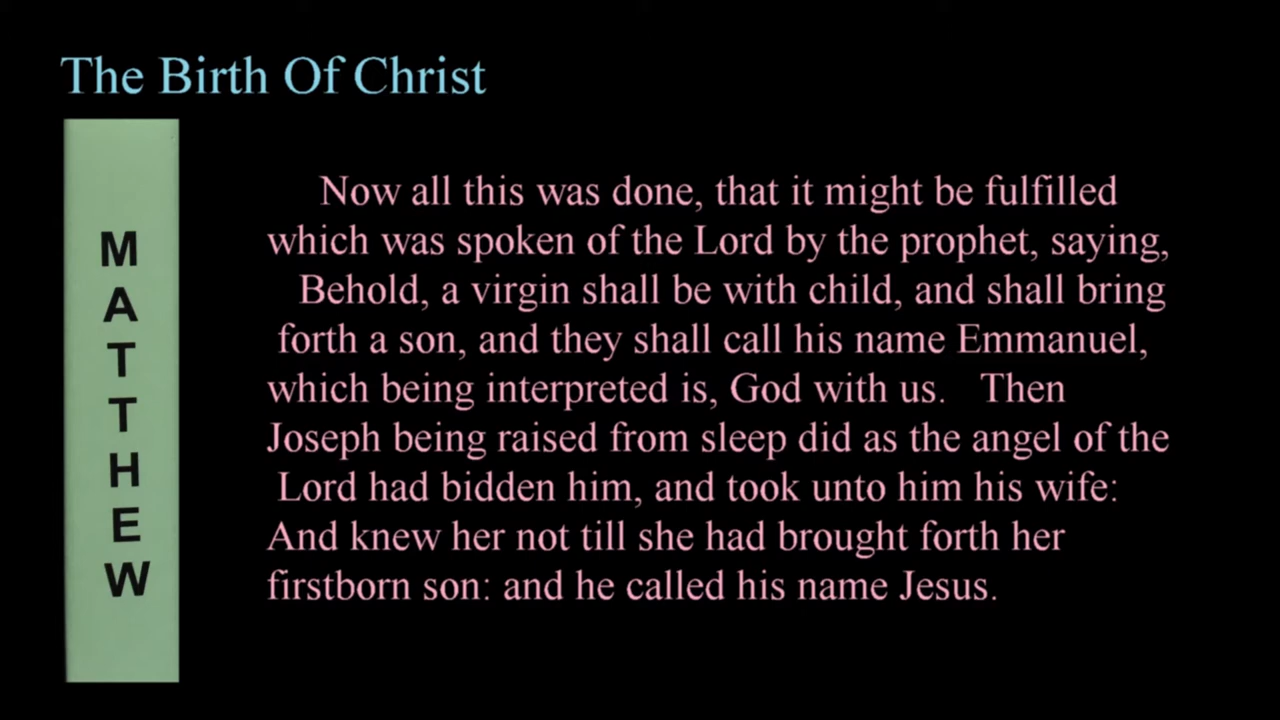 The Birth Of Christ
MATTHEW
Now all this was done, that it might be fulfilled
which was spoken of the Lord by the prophet, saying,
Behold, a virgin shall be with child, and shall bring
forth a son, and they shall call his name Emmanuel,
which being interpreted is, God with us. Then
Joseph being raised from sleep did as the angel of the
Lord had bidden him, and took unto him his wife:
And knew her not till she had brought forth her
firstborn son: and he called his name Jesus.